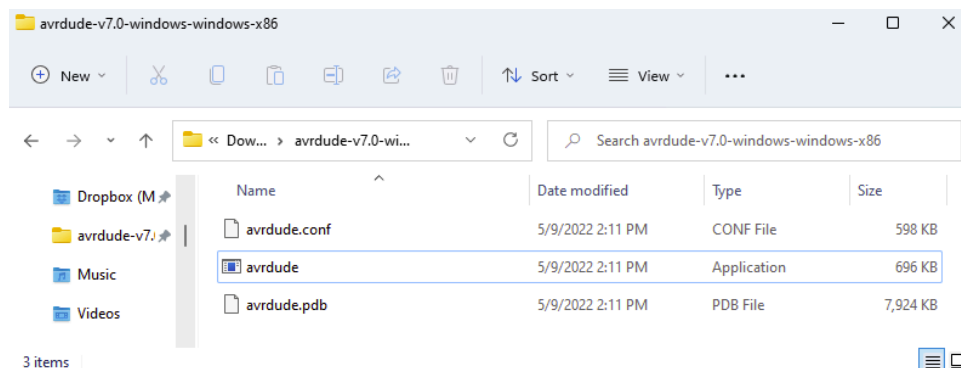 avrdude-v7.0-windows-windows-x86
New Sort View
« Dow... > avrdude-v7.0-wi... Search avrdude-v7.0-windows-windows-x86
Name Date modified Type Size
Dropbox (M
avrdude-v7.(
Music
Videos
avrdude.conf 5/9/2022 2:11 PM CONF File 598 KB
avrdude 5/9/2022 2:11 PM Application 696 KB
avrdude.pdb 5/9/2022 2:11 PM PDB File 7,924 KB
3 items